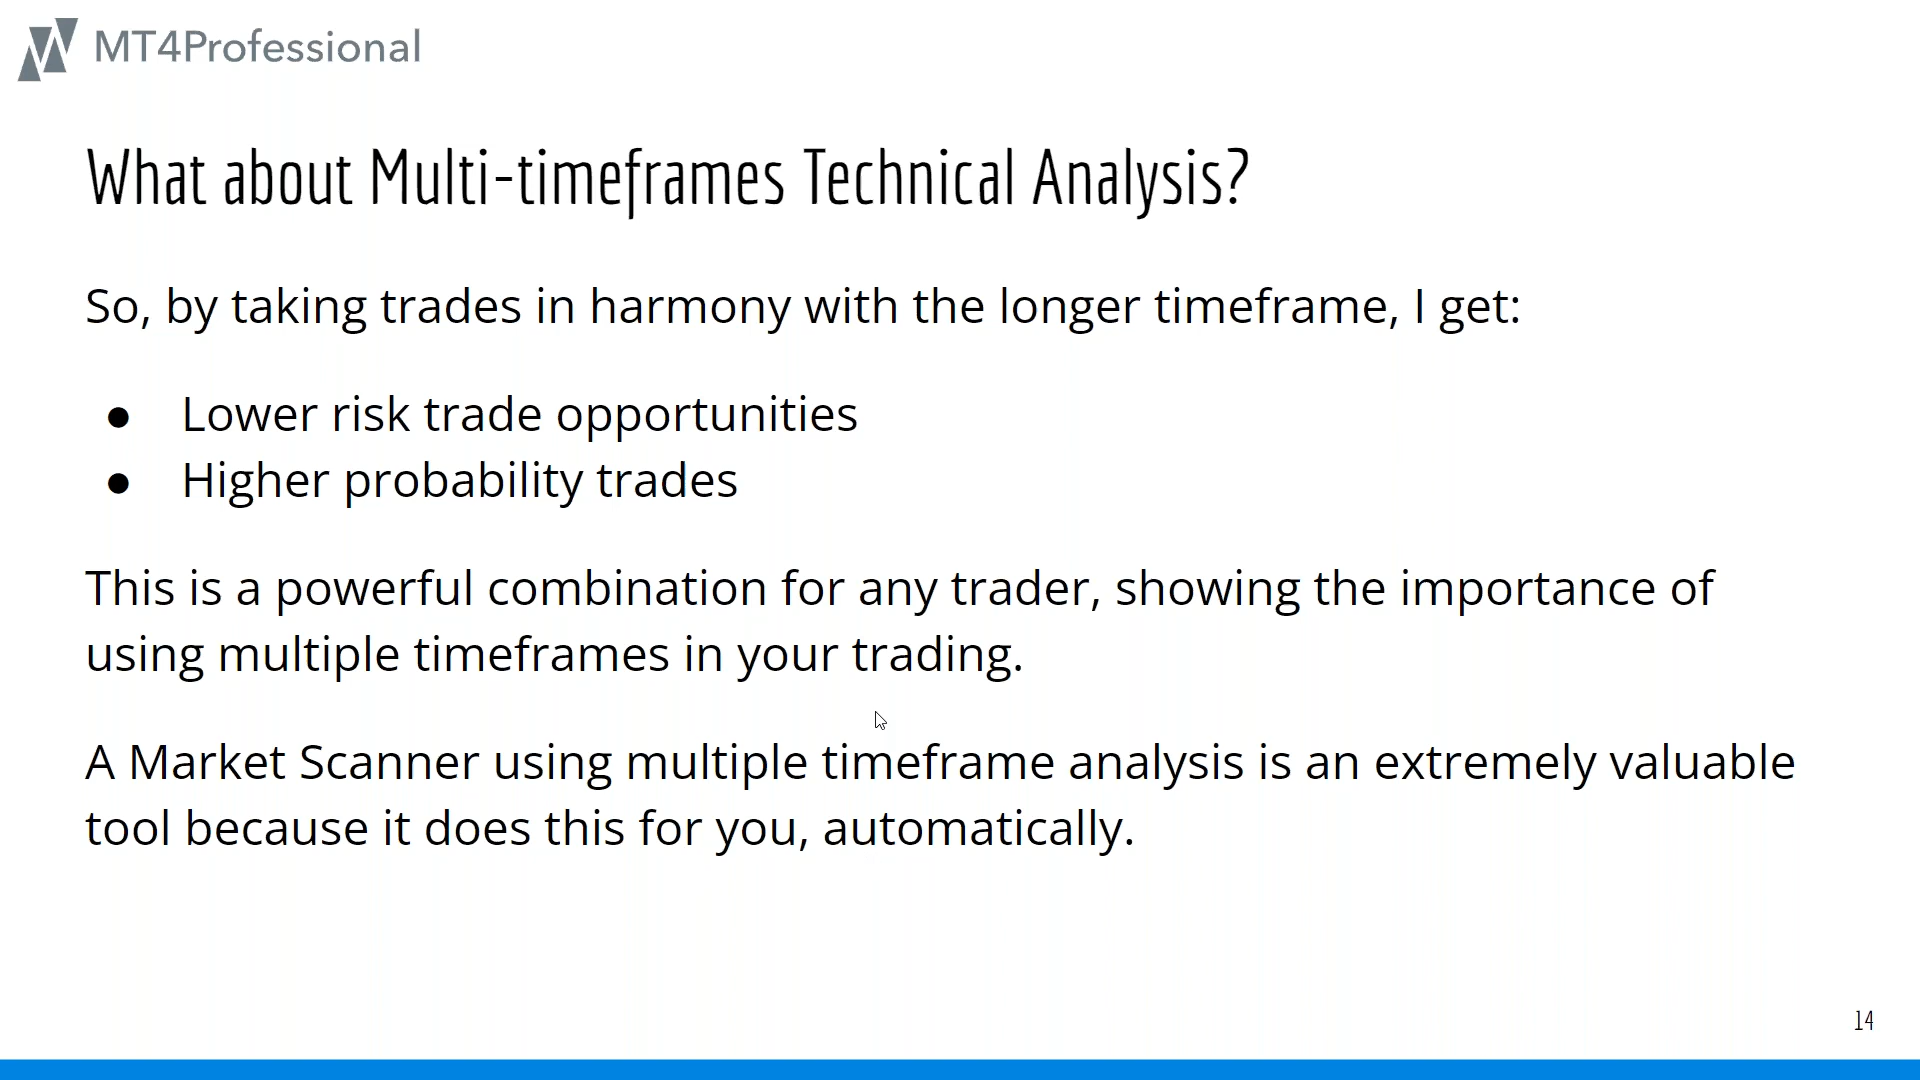 MT4Professional
What about Multi-timeframes Technical Analysis?
So, by taking trades in harmony with the longer timeframe, I get:
● Lower risk trade opportunities
● Higher probability trades
This is a powerful combination for any trader, showing the importance of
using multiple timeframes in your trading.
A Market Scanner using multiple timeframe analysis is an extremely valuable
tool because it does this for you, automatically.
14